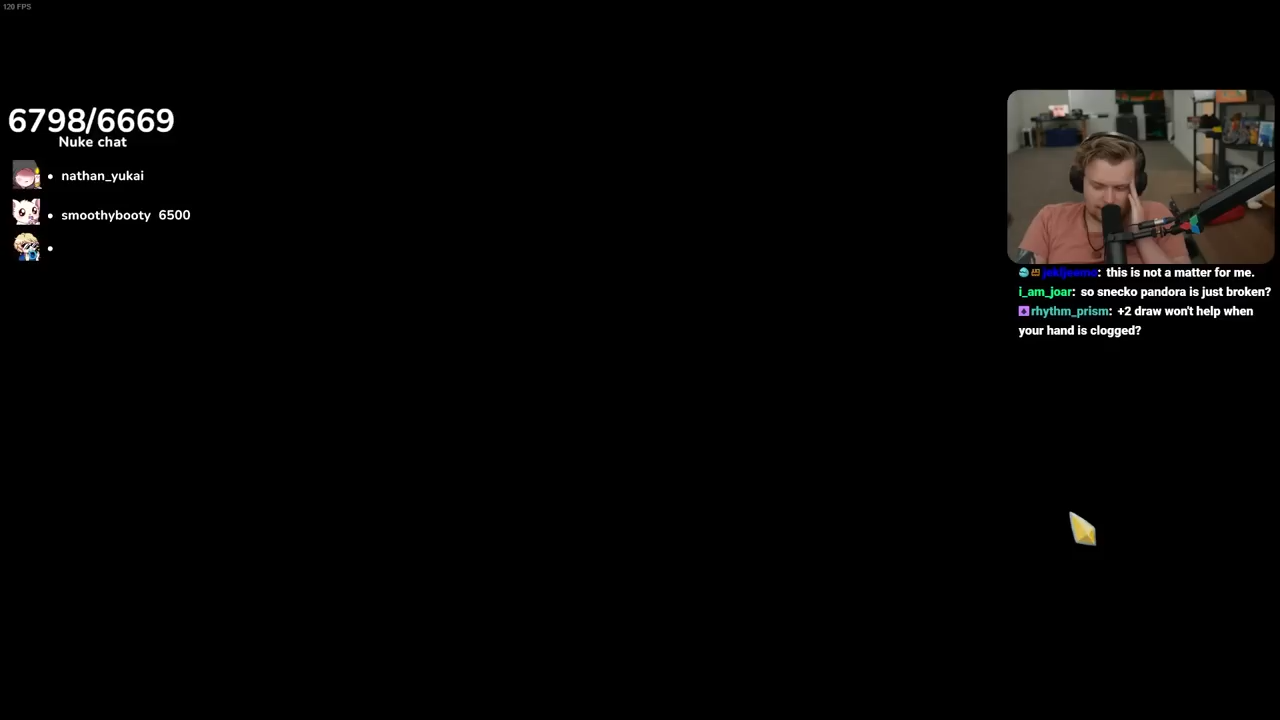 120 FPS
6798/6669
Nuke chat
• nathan_yukai
• smoothybooty 6500
•
: this is not a matter for me.
i_am_joar: so snecko pandora is just broken?
rhythm_prism: +2 draw won't help when
your hand is clogged?